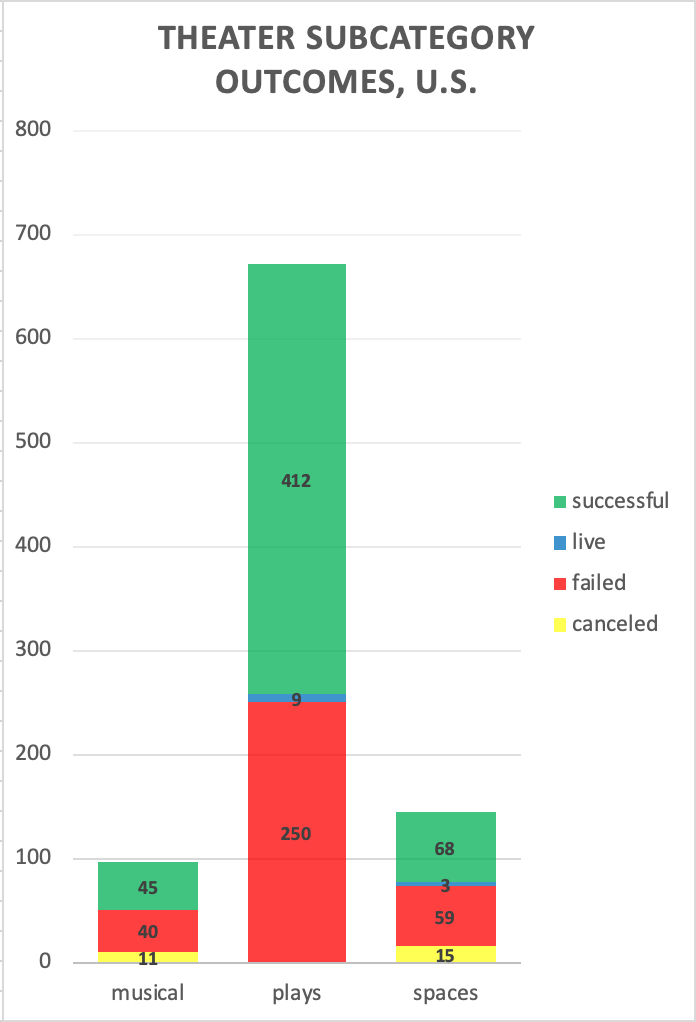 THEATER SUBCATEGORY
OUTCOMES, U.S.
800
700
600
500
400
300
200
100
0
412
9
250
45
40
11
68
3
59
15
musical
plays
spaces
successful
live
failed
canceled